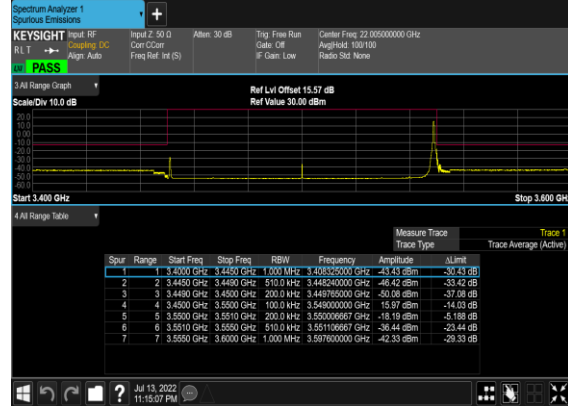 Spectrum Analyzer 1
Spurious Emissions
+
KEYSIGHT Input: RF Input Z: 50 Ω Atten: 30 dB Trig: Free Run Center Freq: 22.005000000 GHz
RLT Coupling: DC Corr CCorr Gate: Off Avg|Hold: 100/100
Align: Auto Freq Ref: Int (S) IF Gain: Low Radio Std: None
PASS
3 All Range Graph
Ref Lvl Offset 15.57 dB
Scale/Div 10.0 dB Ref Value 30.00 dBm
20.0
10.0
0.00
-10.0
-20.0
-30.0
-40.0
-50.0
-60.0
Start 3.400 GHz Stop 3.600 GHz
4 All Range Table
Measure Trace Trace 1
Trace Type Trace Average (Active)
Spur Range Start Freq Stop Freq RBW Frequency Amplitude ΔLimit
1 1 3.4000 GHz 3.4450 GHz 1.000 MHz 3.408325000 GHz -43.43 dBm -30.43 dB
2 2 3.4450 GHz 3.4490 GHz 510.0 kHz 3.448240000 GHz -46.42 dBm -33.42 dB
3 3 3.4490 GHz 3.4500 GHz 200.0 kHz 3.449765000 GHz -50.08 dBm -37.08 dB
4 4 3.4500 GHz 3.5500 GHz 200.0 kHz 3.549000000 GHz 15.97 dBm -14.03 dB
5 5 3.5500 GHz 3.5510 GHz 200.0 kHz 3.550006667 GHz -18.19 dBm -5.188 dB
6 6 3.5510 GHz 3.5550 GHz 510.0 kHz 3.551106667 GHz -36.44 dBm -23.44 dB
7 7 3.5550 GHz 3.6000 GHz 1.000 MHz 3.597600000 GHz -42.33 dBm -29.33 dB
? Jul 13, 2022
11:15:07 PM